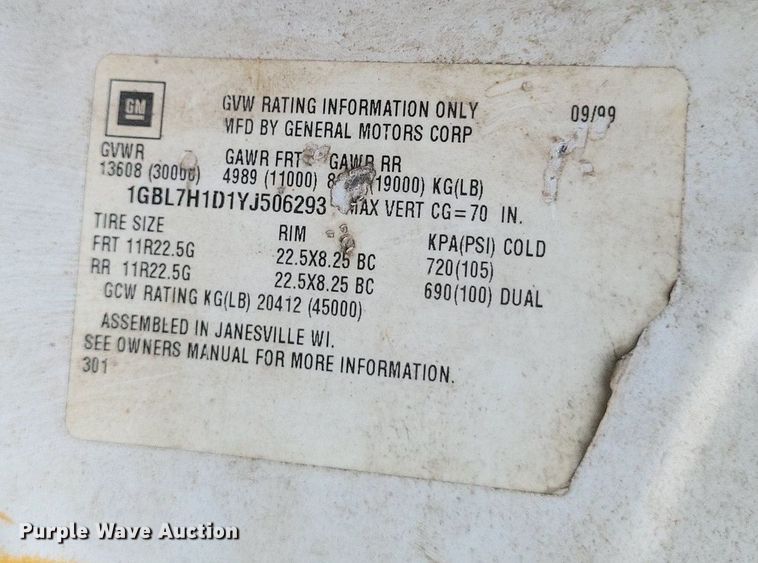 GM
GVW RATING INFORMATION ONLY 09/99
MFD BY GENERAL MOTORS CORP
GVWR GAWR FRT GAWR RR
13608 (30000) 4989 (11000) (19000) KG(LB)
1GBL7H1D1YJ506293 MAX VERT CG=70 IN.
TIRE SIZE RIM KPA(PSI) COLD
FRT 11R22.5G 22.5X8.25 BC 720(105)
RR 11R22.5G 22.5X8.25 BC 690(100) DUAL
GCW RATING KG(LB) 20412 (45000)
ASSEMBLED IN JANESVILLE WI.
SEE OWNERS MANUAL FOR MORE INFORMATION.
301
Purple Wave Auction